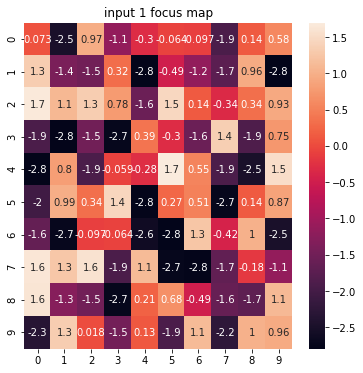 input 1 focus map
0 0.073 -2.5 0.97 -1.1 -0.3 -0.064 0.097 -1.9 0.14 0.58
1 1.3 -1.4 -1.5 0.32 -2.8 -0.49 -1.2 -1.7 0.96 -2.8
2 1.7 1.1 1.3 0.78 -1.6 1.5 0.14 -0.34 0.34 0.93
3 -1.9 -2.8 -1.5 -2.7 0.39 -0.3 -1.6 1.4 -1.9 0.75
4 -2.8 0.8 -1.9 -0.059 -0.28 1.7 0.55 -1.9 -2.5 1.5
5 -2 0.99 0.34 1.4 -2.8 0.27 0.51 -2.7 0.14 0.87
6 -1.6 -2.7 -0.097 0.064 -2.6 -2.8 1.3 -0.42 1 -2.5
7 1.6 1.3 1.6 -1.9 1.1 -2.7 -2.8 -1.7 -0.18 -1.1
8 1.6 -1.3 -1.5 -2.7 0.21 0.68 -0.49 -1.6 -1.7 1.1
9 -2.3 1.3 0.018 -1.5 0.13 -1.9 1.1 -2.2 1 0.96
0 1 2 3 4 5 6 7 8 9
1.5
1.0
0.5
0.0
-0.5
-1.0
-1.5
-2.0
-2.5